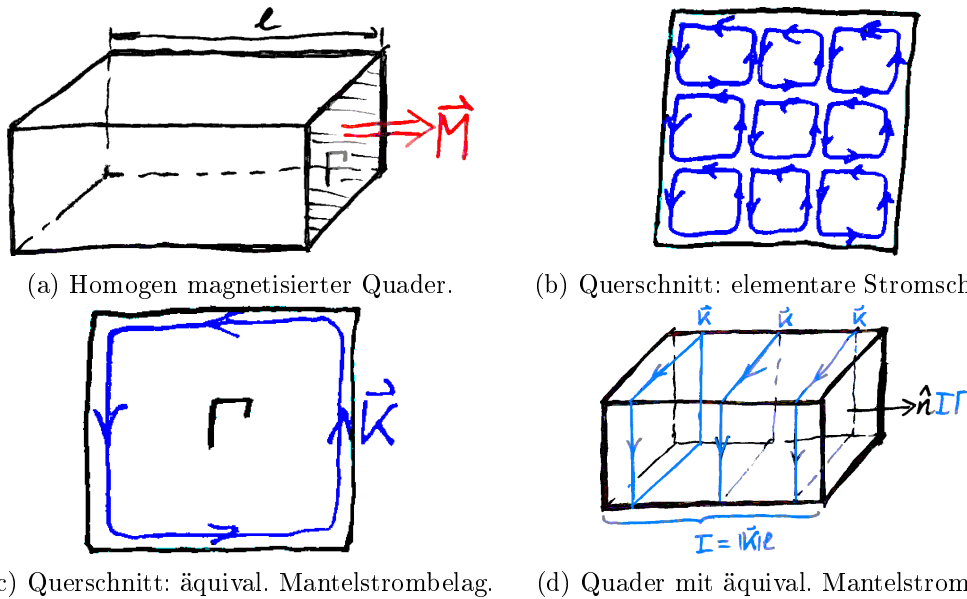 ℓ
M⃗
Γ
(a) Homogen magnetisierter Quader.
(b) Querschnitt: elementare Stromsch
Γ
K⃗
K⃗ K⃗ K⃗
n̂IΓ
I = |K⃗|ℓ
c) Querschnitt: äquival. Mantelstrombelag.
(d) Quader mit äquival. Mantelstrom